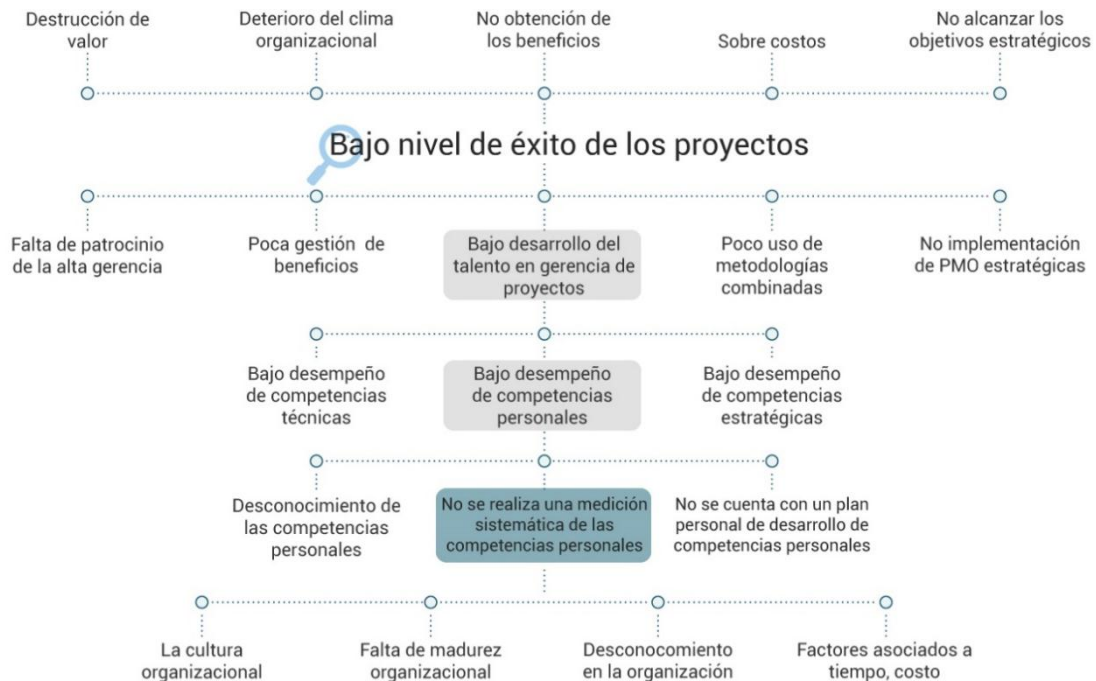 Destrucción de
valor
Deterioro del clima
organizacional
No obtención de
los beneficios
Sobre costos
No alcanzar los
objetivos estratégicos
Bajo nivel de éxito de los proyectos
Falta de patrocinio
de la alta gerencia
Poca gestión de
beneficios
Bajo desarrollo del
talento en gerencia de
proyectos
Poco uso de
metodologías
combinadas
No implementación
de PMO estratégicas
Bajo desempeño
de competencias
técnicas
Bajo desempeño
de competencias
personales
Bajo desempeño
de competencias
estratégicas
Desconocimiento de
las competencias
personales
No se realiza una medición
sistemática de las
competencias personales
No se cuenta con un plan
personal de desarrollo de
competencias personales
La cultura
organizacional
Falta de madurez
organizacional
Desconocomiento
en la organización
Factores asociados a
tiempo, costo